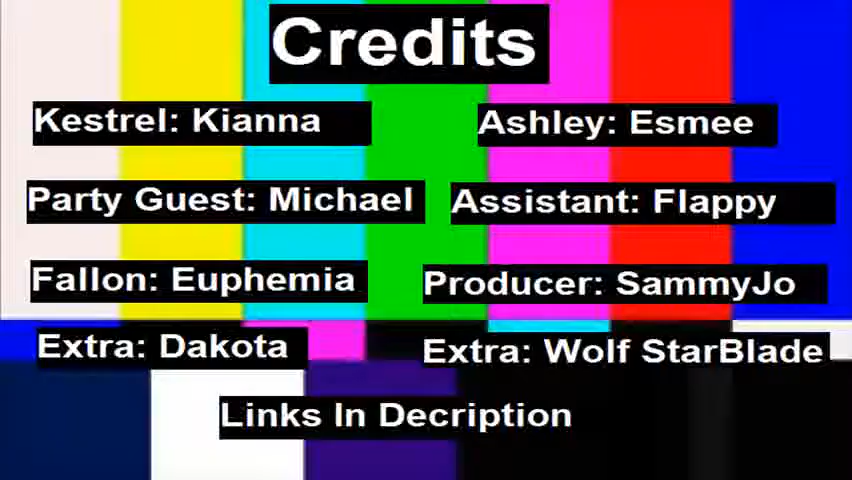 Credits
Kestrel: Kianna
Ashley: Esmee
Party Guest: Michael
Assistant: Flappy
Fallon: Euphemia
Producer: SammyJo
Extra: Dakota
Extra: Wolf StarBlade
Links In Decription